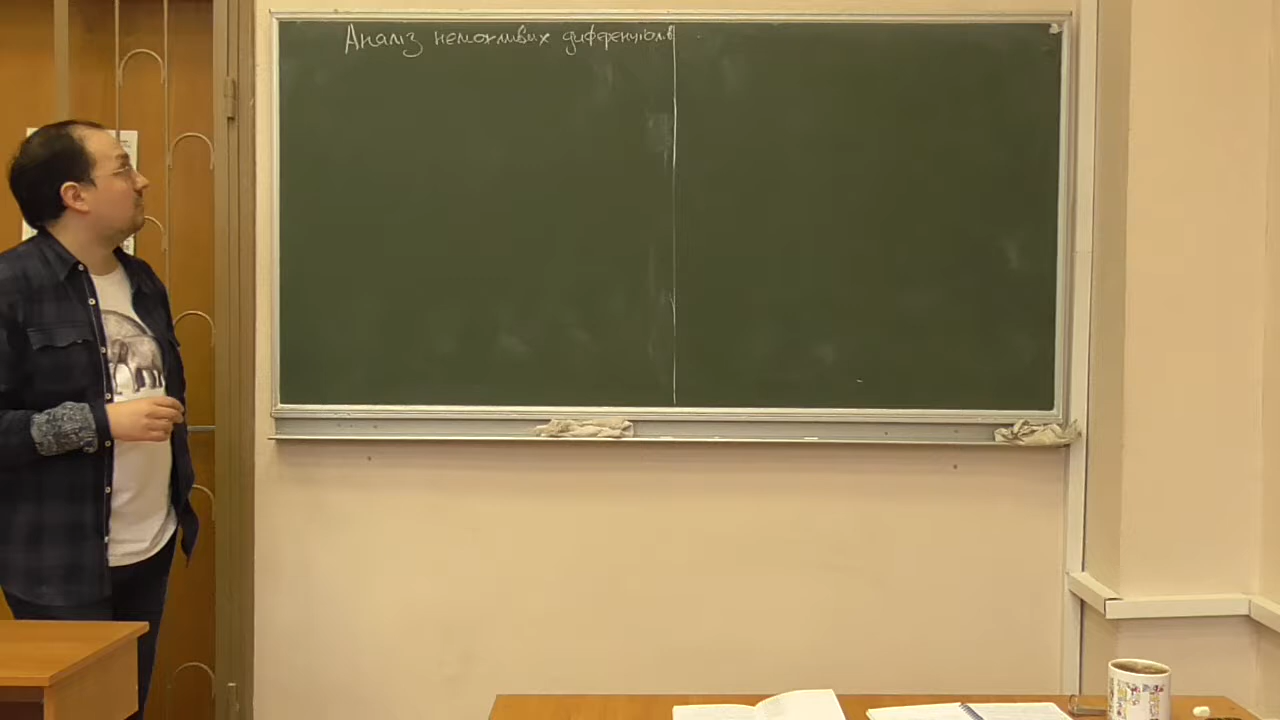 Аналіз неможливих диференціалів